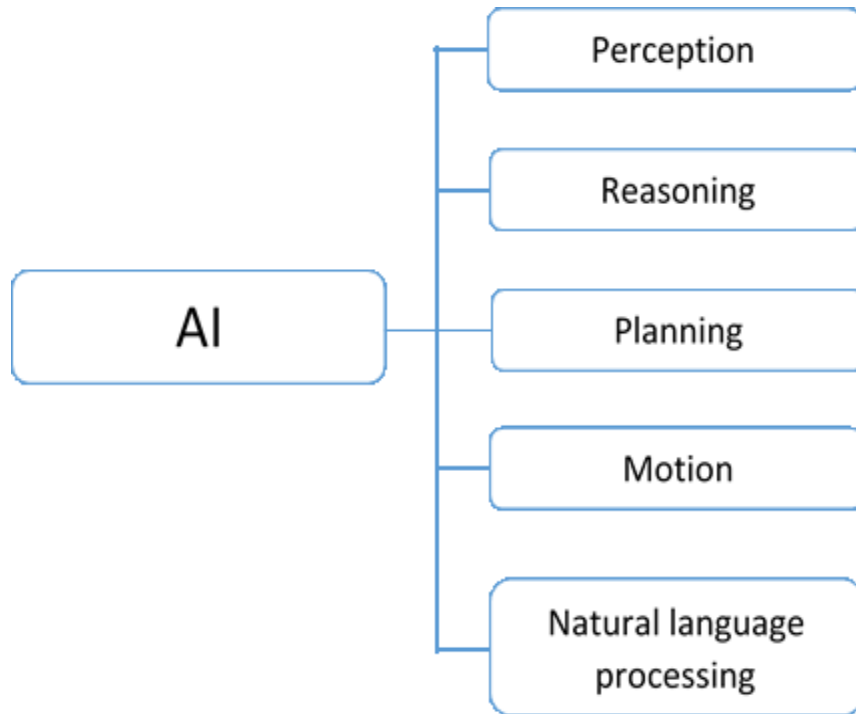 AI
Perception
Reasoning
Planning
Motion
Natural language
processing